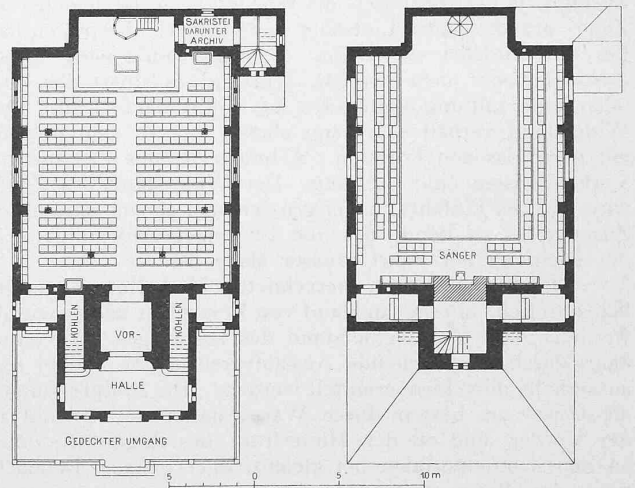 SAKRISTEI
DARUNTER
ARCHIV
SÄNGER
KOHLEN
VOR-
KOHLEN
HALLE
GEDECKTER UMGANG
5 0 5 10 m